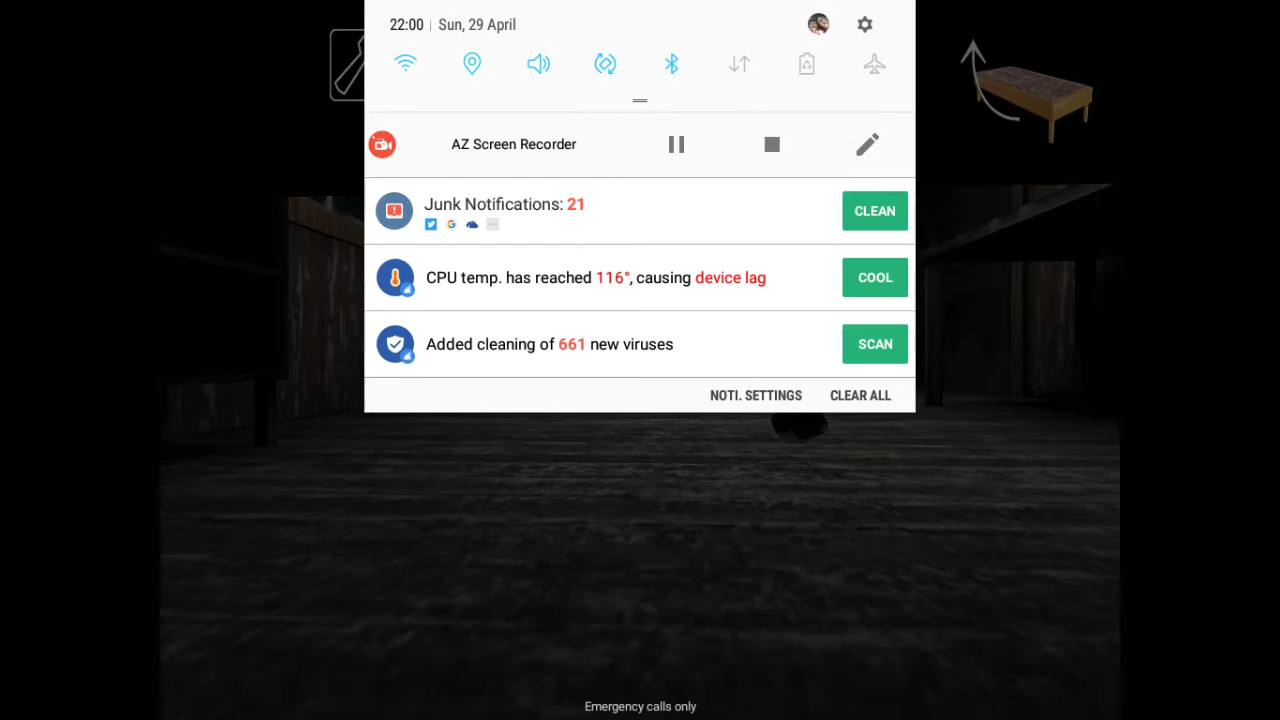 22:00 | Sun, 29 April
AZ Screen Recorder
Junk Notifications: 21
CLEAN
CPU temp. has reached 116°, causing device lag
COOL
Added cleaning of 661 new viruses
SCAN
NOTI. SETTINGS CLEAR ALL
Emergency calls only